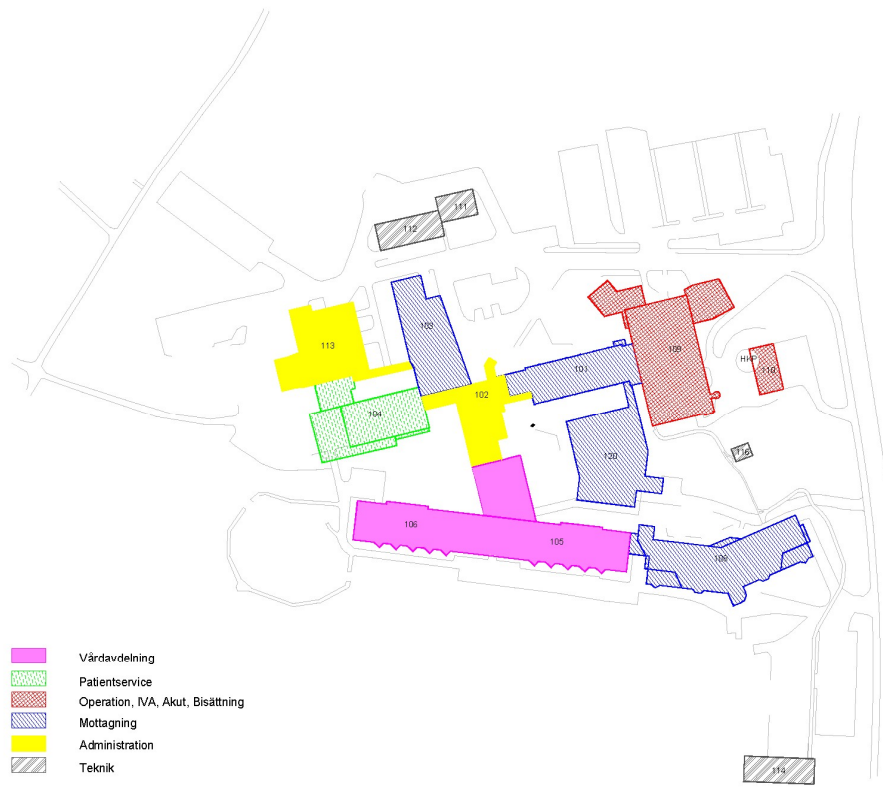 111
112
103
113
109
HKP
110
101
102
104
116
120
106
105
108
Vårdavdelning
Patientservice
Operation, IVA, Akut, Bisättning
Mottagning
Administration
Teknik
114